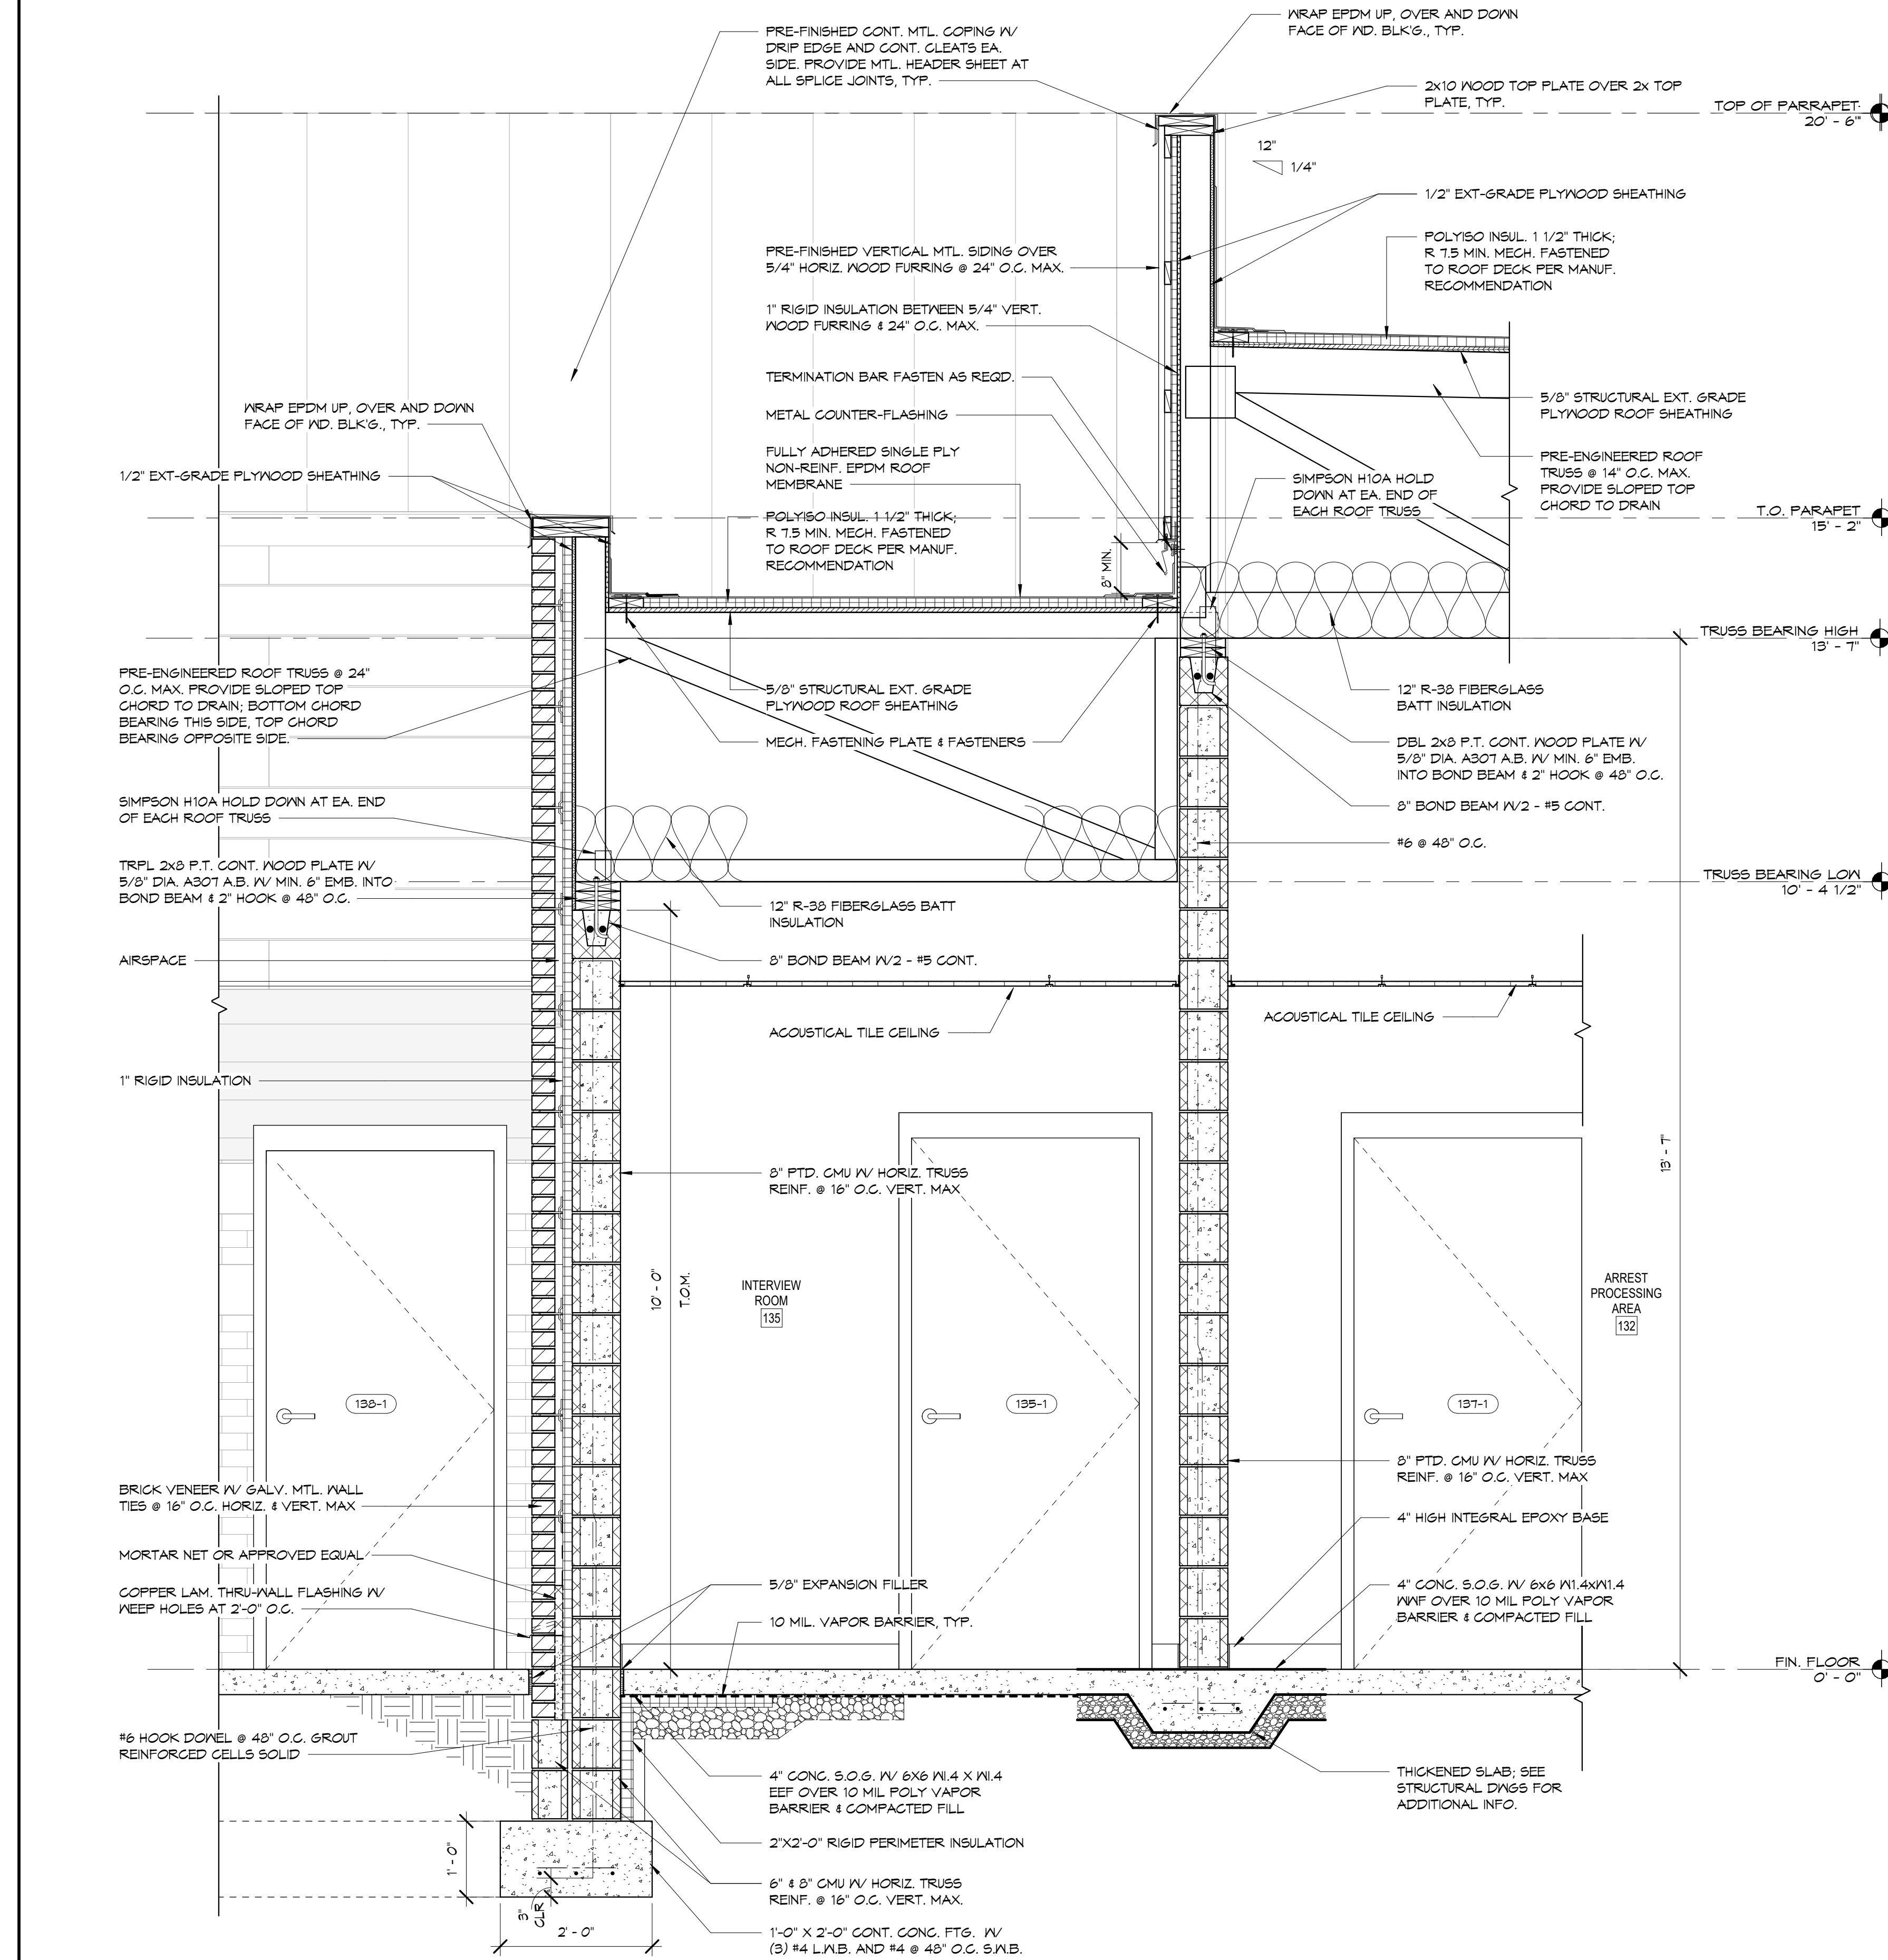 WRAP EPDM UP, OVER AND DOWN
FACE OF WD. BLK'G., TYP.
PRE-FINISHED CONT. MTL. COPING W/
DRIP EDGE AND CONT. CLEATS EA.
SIDE. PROVIDE MTL. HEADER SHEET AT
ALL SPLICE JOINTS, TYP.
2x10 WOOD TOP PLATE OVER 2x TOP
PLATE, TYP.
TOP OF PARRAPET
20' - 6"
12"
1/4"
1/2" EXT-GRADE PLYWOOD SHEATHING
POLYISO INSUL. 1 1/2" THICK;
R 7.5 MIN. MECH. FASTENED
TO ROOF DECK PER MANUF.
RECOMMENDATION
PRE-FINISHED VERTICAL MTL. SIDING OVER
5/4" HORIZ. WOOD FURRING @ 24" O.C. MAX.
1" RIGID INSULATION BETWEEN 5/4" VERT.
WOOD FURRING & 24" O.C. MAX.
TERMINATION BAR FASTEN AS REQD.
METAL COUNTER-FLASHING
FULLY ADHERED SINGLE PLY
NON-REINF. EPDM ROOF
MEMBRANE
POLYISO INSUL. 1 1/2" THICK;
R 7.5 MIN. MECH. FASTENED
TO ROOF DECK PER MANUF.
RECOMMENDATION
8" MIN.
5/8" STRUCTURAL EXT. GRADE
PLYWOOD ROOF SHEATHING
PRE-ENGINEERED ROOF
TRUSS @ 14" O.C. MAX.
PROVIDE SLOPED TOP
CHORD TO DRAIN
SIMPSON H10A HOLD
DOWN AT EA. END OF
EACH ROOF TRUSS
T.O. PARAPET
15' - 2"
WRAP EPDM UP, OVER AND DOWN
FACE OF WD. BLK'G., TYP.
1/2" EXT-GRADE PLYWOOD SHEATHING
TRUSS BEARING HIGH
13' - 7"
PRE-ENGINEERED ROOF TRUSS @ 24"
O.C. MAX. PROVIDE SLOPED TOP
CHORD TO DRAIN; BOTTOM CHORD
BEARING THIS SIDE, TOP CHORD
BEARING OPPOSITE SIDE.
5/8" STRUCTURAL EXT. GRADE
PLYWOOD ROOF SHEATHING
MECH. FASTENING PLATE & FASTENERS
12" R-38 FIBERGLASS
BATT INSULATION
DBL 2x8 P.T. CONT. WOOD PLATE W/
5/8" DIA. A307 A.B. W/ MIN. 6" EMB.
INTO BOND BEAM & 2" HOOK @ 48" O.C.
8" BOND BEAM W/2 - #5 CONT.
#6 @ 48" O.C.
SIMPSON H10A HOLD DOWN AT EA. END
OF EACH ROOF TRUSS
TRPL 2x8 P.T. CONT. WOOD PLATE W/
5/8" DIA. A307 A.B. W/ MIN. 6" EMB. INTO
BOND BEAM & 2" HOOK @ 48" O.C.
TRUSS BEARING LOW
10' - 4 1/2"
12" R-38 FIBERGLASS BATT
INSULATION
8" BOND BEAM W/2 - #5 CONT.
AIRSPACE
ACOUSTICAL TILE CEILING
ACOUSTICAL TILE CEILING
1" RIGID INSULATION
8" PTD. CMU W/ HORIZ. TRUSS
REINF. @ 16" O.C. VERT. MAX
13' - 7"
10' - 0"
T.O.M.
INTERVIEW
ROOM
135
ARREST
PROCESSING
AREA
132
138-1
135-1
137-1
8" PTD. CMU W/ HORIZ. TRUSS
REINF. @ 16" O.C. VERT. MAX
BRICK VENEER W/ GALV. MTL. WALL
TIES @ 16" O.C. HORIZ. & VERT. MAX
4" HIGH INTEGRAL EPOXY BASE
MORTAR NET OR APPROVED EQUAL
COPPER LAM. THRU-WALL FLASHING W/
WEEP HOLES AT 2'-0" O.C.
5/8" EXPANSION FILLER
10 MIL. VAPOR BARRIER, TYP.
4" CONC. S.O.G. W/ 6x6 W1.4xW1.4
WWF OVER 10 MIL POLY VAPOR
BARRIER & COMPACTED FILL
FIN. FLOOR
0' - 0"
#6 HOOK DOWEL @ 48" O.C. GROUT
REINFORCED CELLS SOLID
4" CONC. S.O.G. W/ 6X6 W1.4 X W1.4
EEF OVER 10 MIL POLY VAPOR
BARRIER & COMPACTED FILL
THICKENED SLAB; SEE
STRUCTURAL DWGS FOR
ADDITIONAL INFO.
2"X2'-0" RIGID PERIMETER INSULATION
1' - 0"
6" & 8" CMU W/ HORIZ. TRUSS
REINF. @ 16" O.C. VERT. MAX.
3"
CLR
2' - 0"
1'-0" X 2'-0" CONT. CONC. FTG. W/
(3) #4 L.W.B. AND #4 @ 48" O.C. S.W.B.